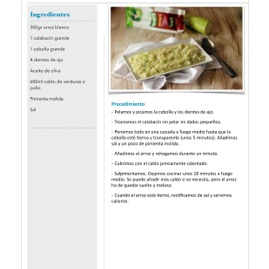 Ingredientes
300gr arroz blanco
1 calabacín grande
1 cebolla grande
4 dientes de ajo
Aceite de oliva
600ml caldo de verduras o
pollo
Pimienta molida
Sal
Procedimiento
- Pelamos y picamos la cebolla y los dientes de ajo.
- Troceamos el calabacín sin pelar en dados pequeños.
- Ponemos todo en una cazuela a fuego medio hasta que la
cebolla esté tierna y transparente (unos 5 minutos). Añadimos
sal y un poco de pimienta molida.
- Añadimos el arroz y rehogamos durante un minuto.
- Cubrimos con el caldo previamente calentado.
- Salpimentamos. Dejamos cocinar unos 18 minutos a fuego
medio. Se puede añadir más caldo si se necesita, pero el arroz
ha de quedar suelto y meloso.
- Cuando el arroz esté tierno, rectificamos de sal y servimos
caliente.